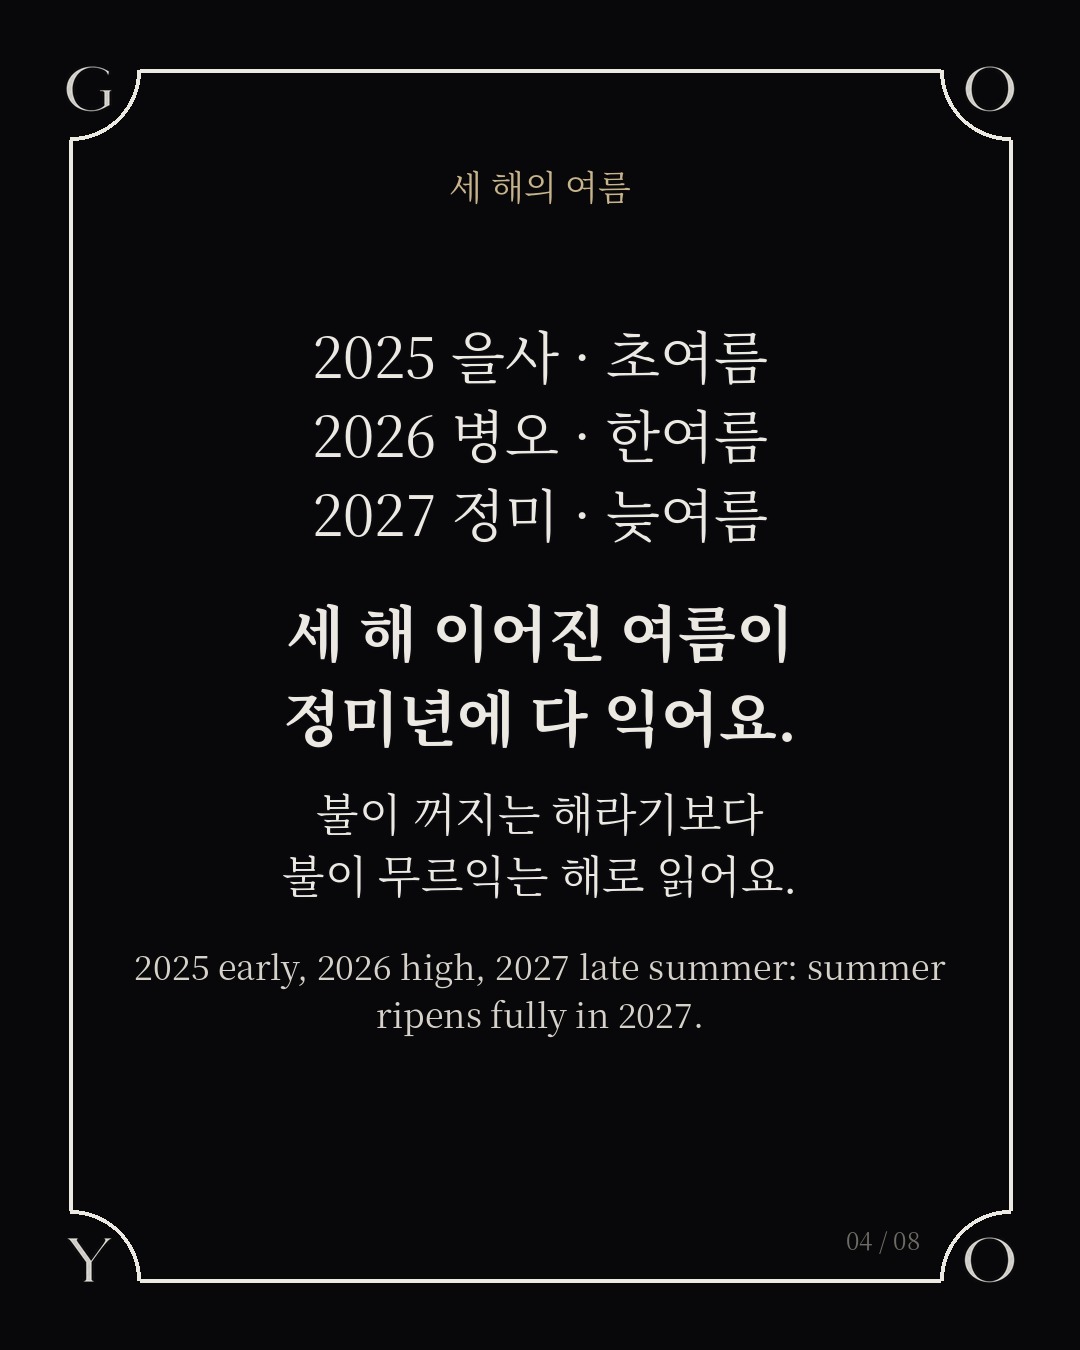 G O
세 해의 여름
2025 을사 · 초여름
2026 병오 · 한여름
2027 정미 · 늦여름
세 해 이어진 여름이
정미년에 다 익어요.
불이 꺼지는 해라기보다
불이 무르익는 해로 읽어요.
2025 early, 2026 high, 2027 late summer: summer
ripens fully in 2027.
04 / 08
Y O